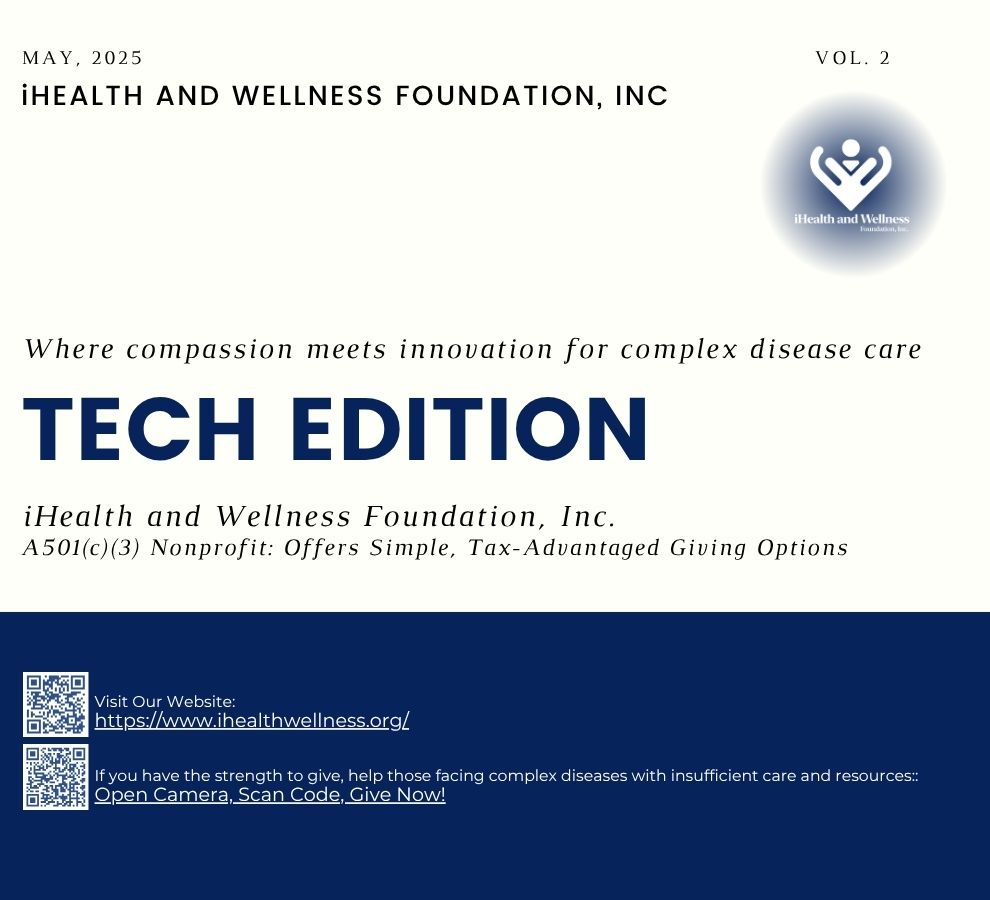 MAY, 2025
VOL. 2
iHEALTH AND WELLNESS FOUNDATION, INC
iHealth and Wellness
Foundation, Inc.
Where compassion meets innovation for complex disease care
TECH EDITION
iHealth and Wellness Foundation, Inc.
A501(c)(3) Nonprofit: Offers Simple, Tax-Advantaged Giving Options
Visit Our Website:
https://www.ihealthwellness.org/
If you have the strength to give, help those facing complex diseases with insufficient care and resources::
Open Camera, Scan Code, Give Now!